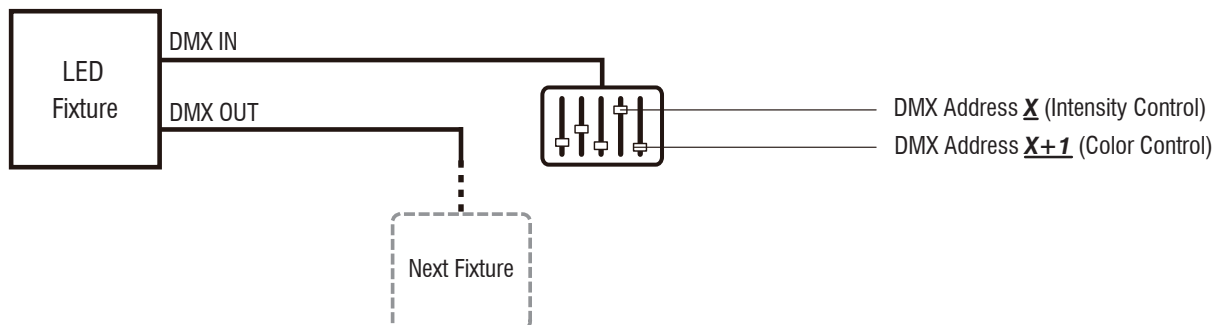 DMX IN
LED
Fixture
DMX OUT
DMX Address X (Intensity Control)
DMX Address X+1 (Color Control)
Next Fixture